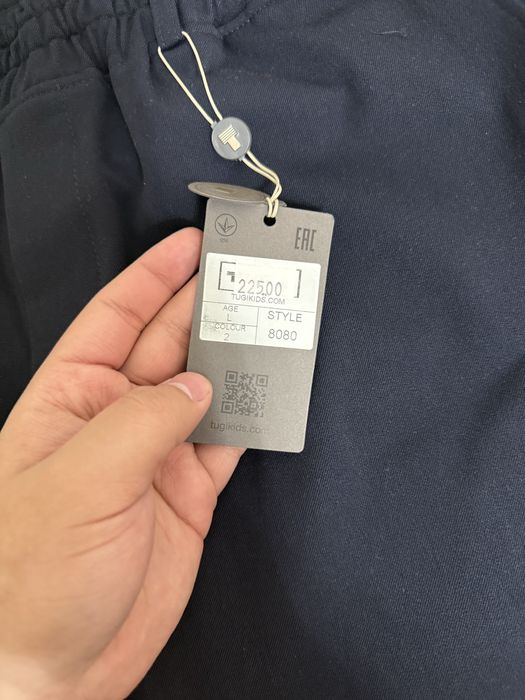 EAC
22500
TUGIKIDS.COM
AGE
L
STYLE
COLOUR
2
8080
tugikids.com